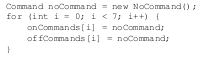 Command noCommand = new NoCommand();
for (int i = 0; i < 7; i++) {
    onCommands[i] = noCommand;
    offCommands[i] = noCommand;
}